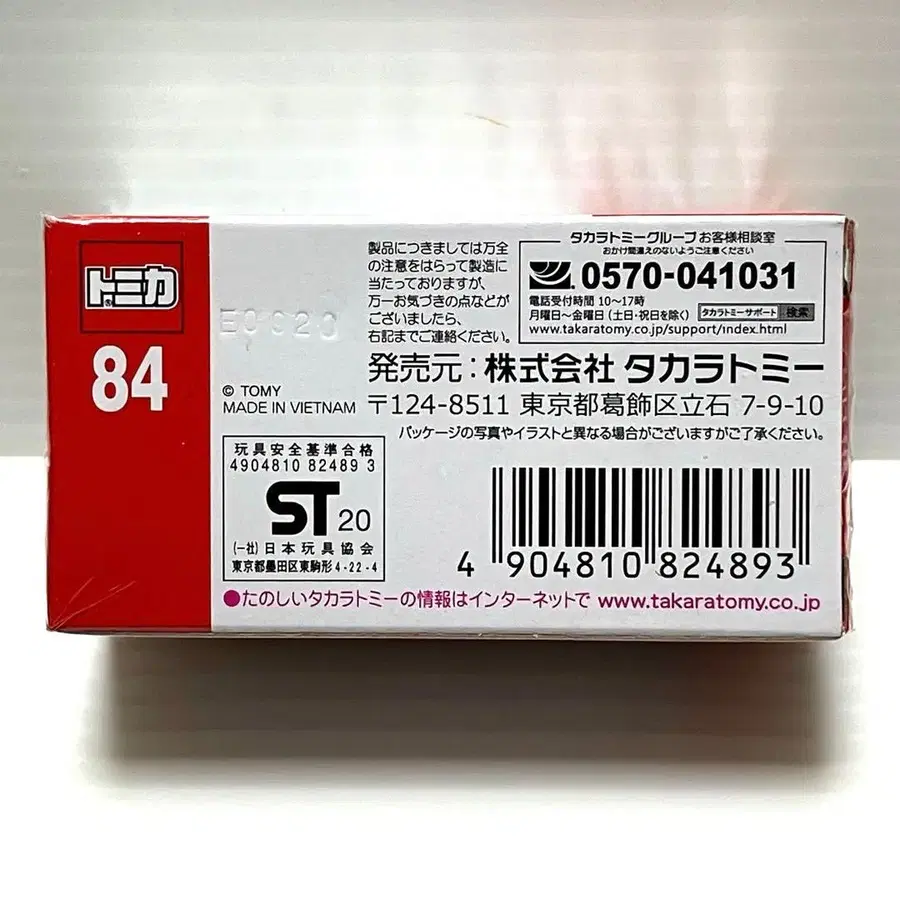 トミカ
84
E0620
© TOMY
MADE IN VIETNAM
製品につきましては万全
の注意をはらって製造に
当たっておりますが、
万一お気づきの点などが
ございましたら、
右記までご連絡ください。
タカラトミーグループお客様相談室
おかけ間違えのないようご注意ください
0570-041031
電話受付時間 10〜17時
月曜日〜金曜日 (土日・祝日を除く)
タカラトミーサポート 検索
www.takaratomy.co.jp/support/index.html
発売元:株式会社 タカラトミー
〒124-8511 東京都葛飾区立石 7-9-10
パッケージの写真やイラストと異なる場合がございますがご了承ください。
玩具安全基準合格
4904810 82489 3
ST 20
(一社)日本玩具協会
東京都墨田区東駒形4-22-4
4 904810 824893
●たのしいタカラトミーの情報はインターネットで www.takaratomy.co.jp